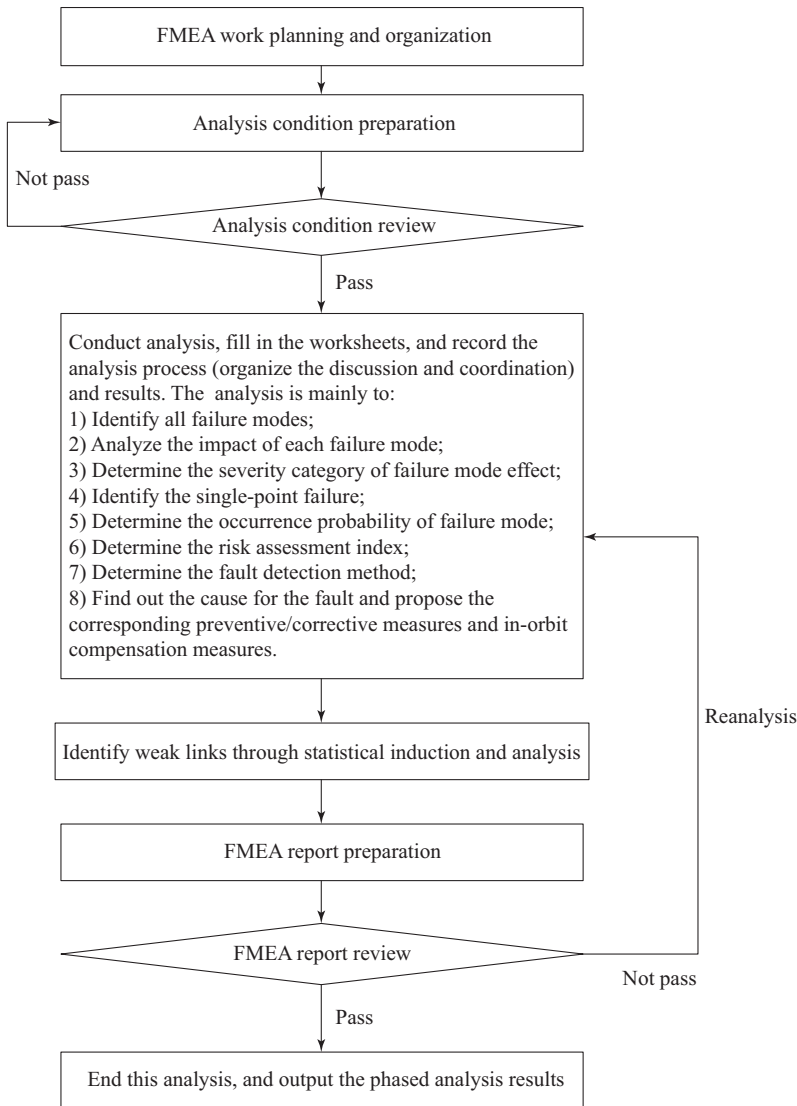 FMEA work planning and organization
Analysis condition preparation
Not pass
Analysis condition review
Pass
Conduct analysis, fill in the worksheets, and record the
analysis process (organize the discussion and coordination)
and results. The analysis is mainly to:
1) Identify all failure modes;
2) Analyze the impact of each failure mode;
3) Determine the severity category of failure mode effect;
4) Identify the single-point failure;
5) Determine the occurrence probability of failure mode;
6) Determine the risk assessment index;
7) Determine the fault detection method;
8) Find out the cause for the fault and propose the
corresponding preventive/corrective measures and in-orbit
compensation measures.
Reanalysis
Identify weak links through statistical induction and analysis
FMEA report preparation
FMEA report review
Not pass
Pass
End this analysis, and output the phased analysis results